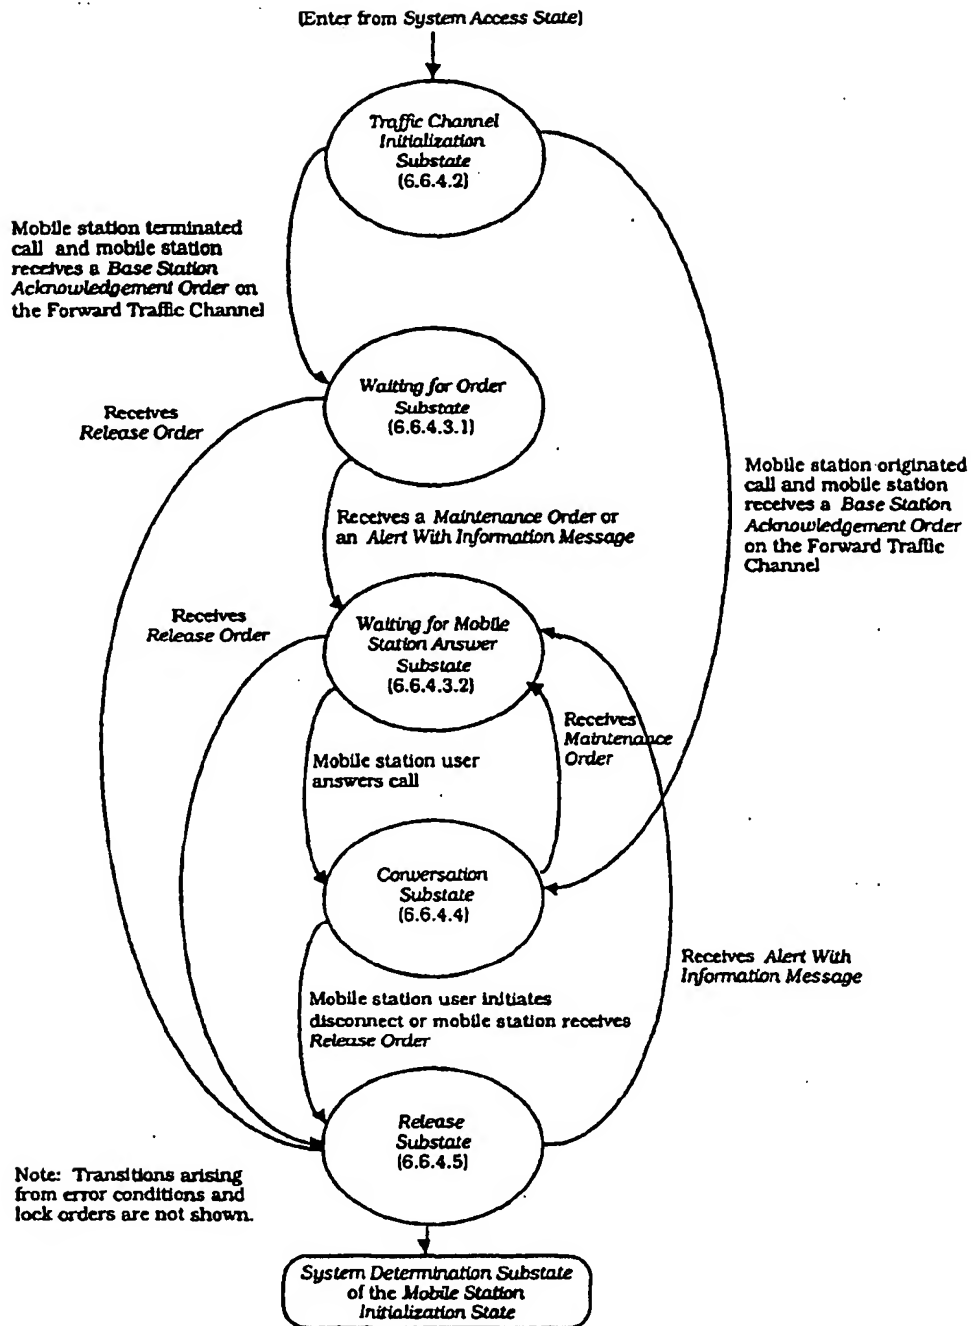 (Enter from System Access State)
Traffic Channel
Initialization
Substate
(6.6.4.2)
Mobile station terminated
call and mobile station
receives a Base Station
Acknowledgement Order on
the Forward Traffic Channel
Waiting for Order
Substate
(6.6.4.3.1)
Receives
Release Order
Mobile station originated
call and mobile station
receives a Base Station
Acknowledgement Order
on the Forward Traffic
Channel
Receives a Maintenance Order or
an Alert With Information Message
Receives
Release Order
Waiting for Mobile
Station Answer
Substate
(6.6.4.3.2)
Receives
Maintenance
Order
Mobile station user
answers call
Conversation
Substate
(6.6.4.4)
Receives Alert With
Information Message
Mobile station user initiates
disconnect or mobile station receives
Release Order
Release
Substate
(6.6.4.5)
Note: Transitions arising
from error conditions and
lock orders are not shown.
System Determination Substate
of the Mobile Station
Initialization State